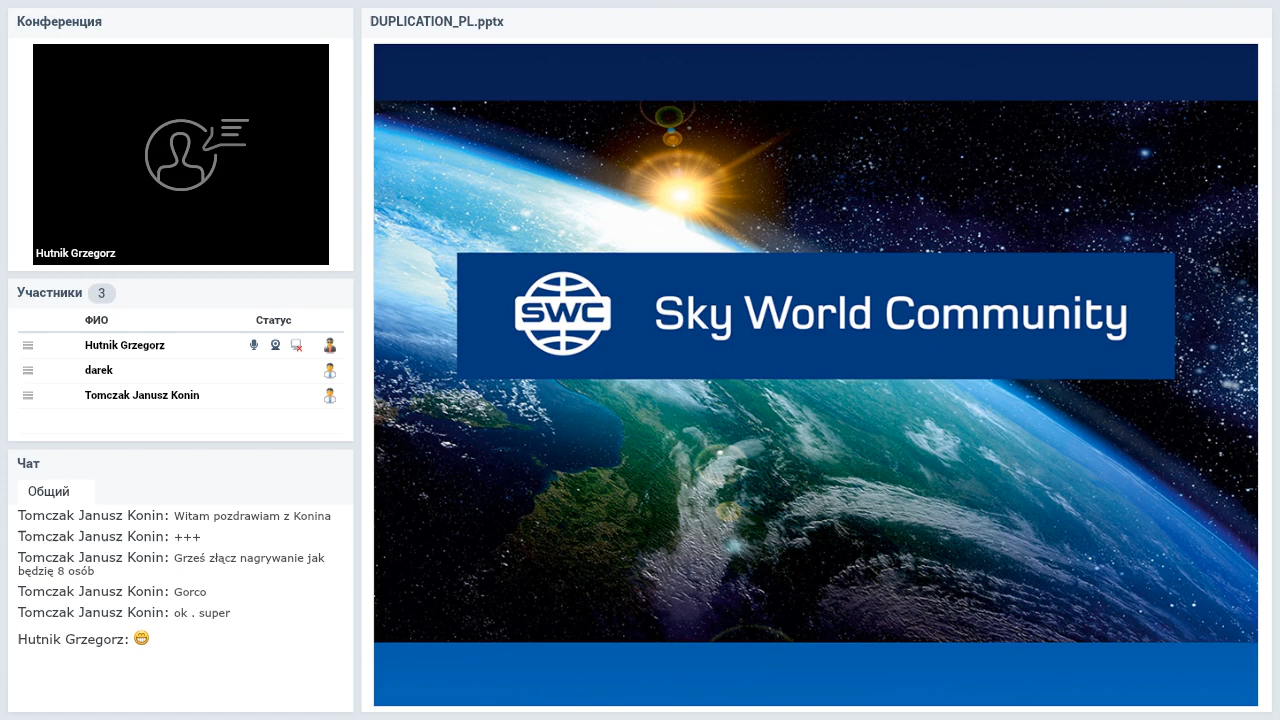 Конференция
Hutnik Grzegorz
Участники 3
ФИО Статус
Hutnik Grzegorz
darek
Tomczak Janusz Konin
Чат
Общий
Tomczak Janusz Konin: Witam pozdrawiam z Konina
Tomczak Janusz Konin: +++
Tomczak Janusz Konin: Grześ złącz nagrywanie jak
będzię 8 osób
Tomczak Janusz Konin: Gorco
Tomczak Janusz Konin: ok . super
Hutnik Grzegorz:
DUPLICATION_PL.pptx
SWC Sky World Community